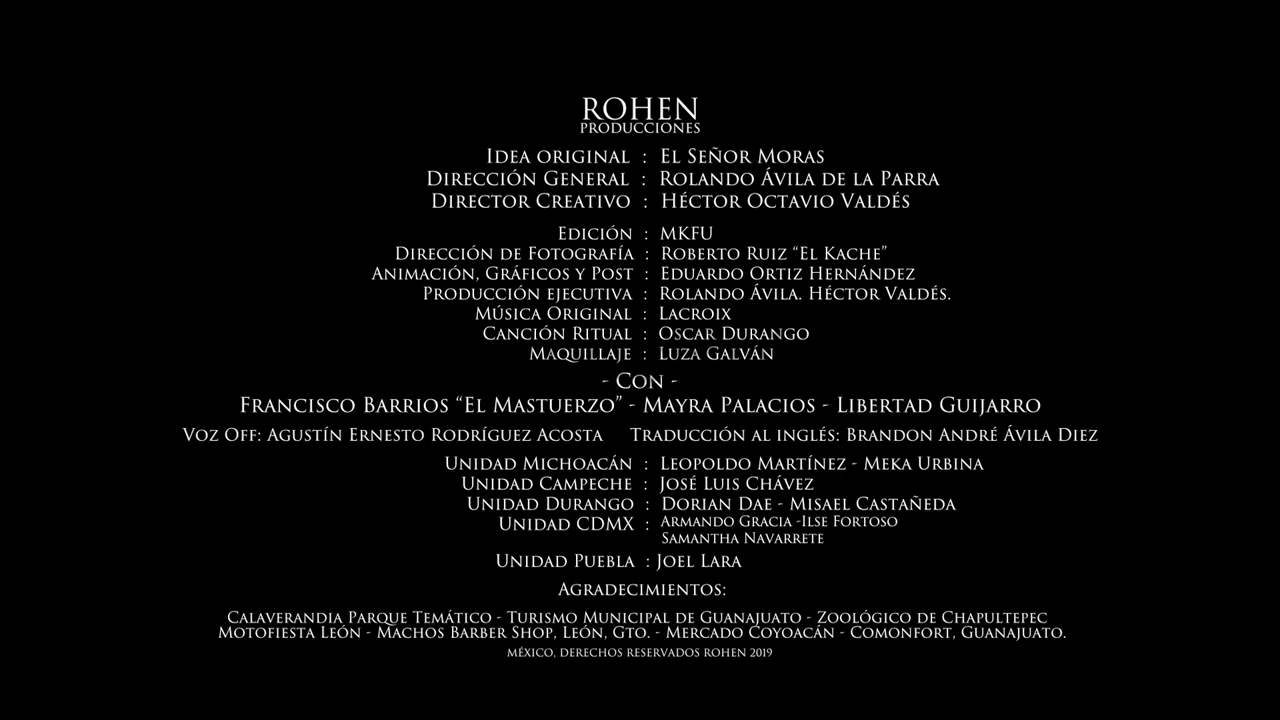 ROHEN
PRODUCCIONES
IDEA ORIGINAL : EL SEÑOR MORAS
DIRECCIÓN GENERAL : ROLANDO ÁVILA DE LA PARRA
DIRECTOR CREATIVO : HÉCTOR OCTAVIO VALDÉS
EDICIÓN : MKFU
DIRECCIÓN DE FOTOGRAFÍA : ROBERTO RUIZ “EL KACHE”
ANIMACIÓN, GRÁFICOS Y POST : EDUARDO ORTIZ HERNÁNDEZ
PRODUCCIÓN EJECUTIVA : ROLANDO ÁVILA. HÉCTOR VALDÉS.
MÚSICA ORIGINAL : LACROIX
CANCIÓN RITUAL : OSCAR DURANGO
MAQUILLAJE : LUZA GALVÁN
- CON -
FRANCISCO BARRIOS “EL MASTUERZO” - MAYRA PALACIOS - LIBERTAD GUIJARRO
VOZ OFF: AGUSTÍN ERNESTO RODRÍGUEZ ACOSTA TRADUCCIÓN AL INGLÉS: BRANDON ANDRÉ ÁVILA DIEZ
UNIDAD MICHOACÁN : LEOPOLDO MARTÍNEZ - MEKA URBINA
UNIDAD CAMPECHE : JOSÉ LUIS CHÁVEZ
UNIDAD DURANGO : DORIAN DAE - MISAEL CASTAÑEDA
UNIDAD CDMX : ARMANDO GRACIA -ILSE FORTOSO
SAMANTHA NAVARRETE
UNIDAD PUEBLA : JOEL LARA
AGRADECIMIENTOS:
CALAVERANDIA PARQUE TEMÁTICO - TURISMO MUNICIPAL DE GUANAJUATO - ZOOLÓGICO DE CHAPULTEPEC
MOTOFIESTA LEÓN - MACHOS BARBER SHOP, LEÓN, GTO. - MERCADO COYOACÁN - COMONFORT, GUANAJUATO.
MÉXICO, DERECHOS RESERVADOS ROHEN 2019